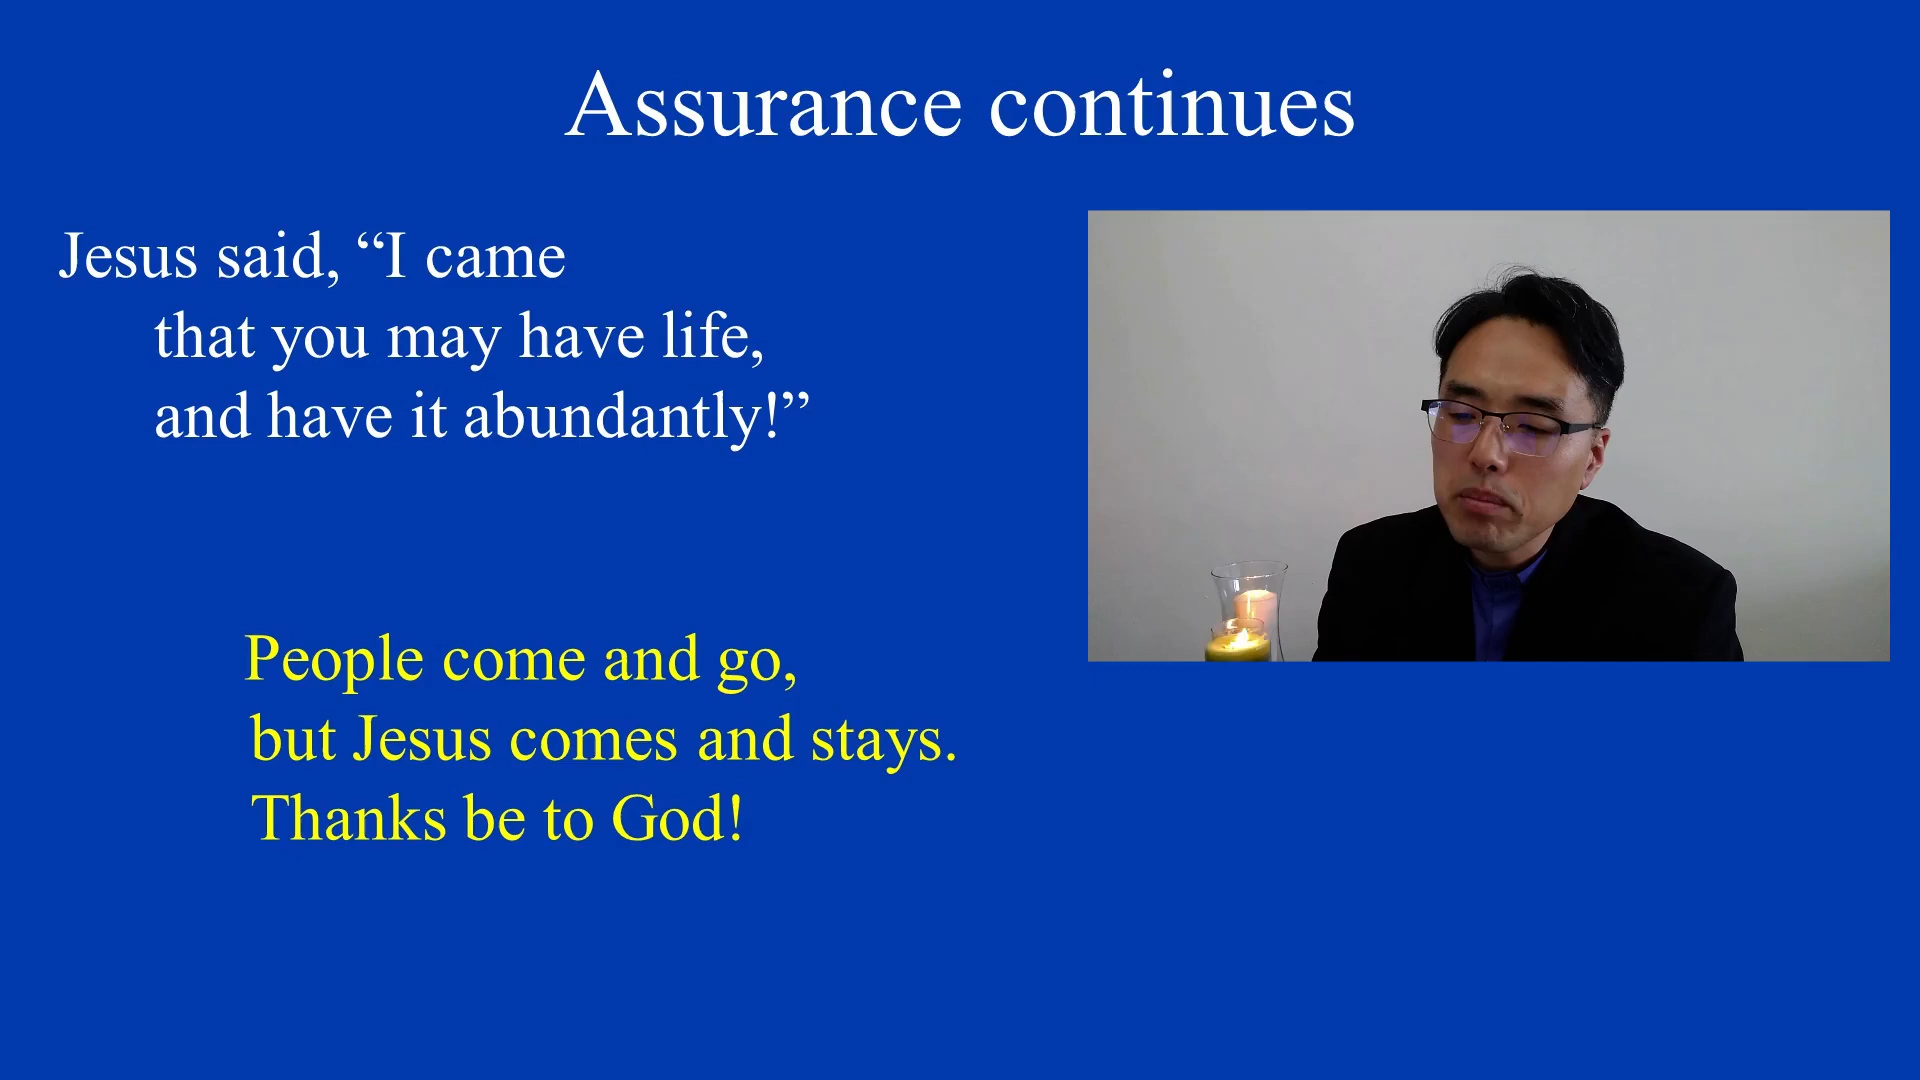 Assurance continues
Jesus said, “I came
that you may have life,
and have it abundantly!”
People come and go,
but Jesus comes and stays.
Thanks be to God!